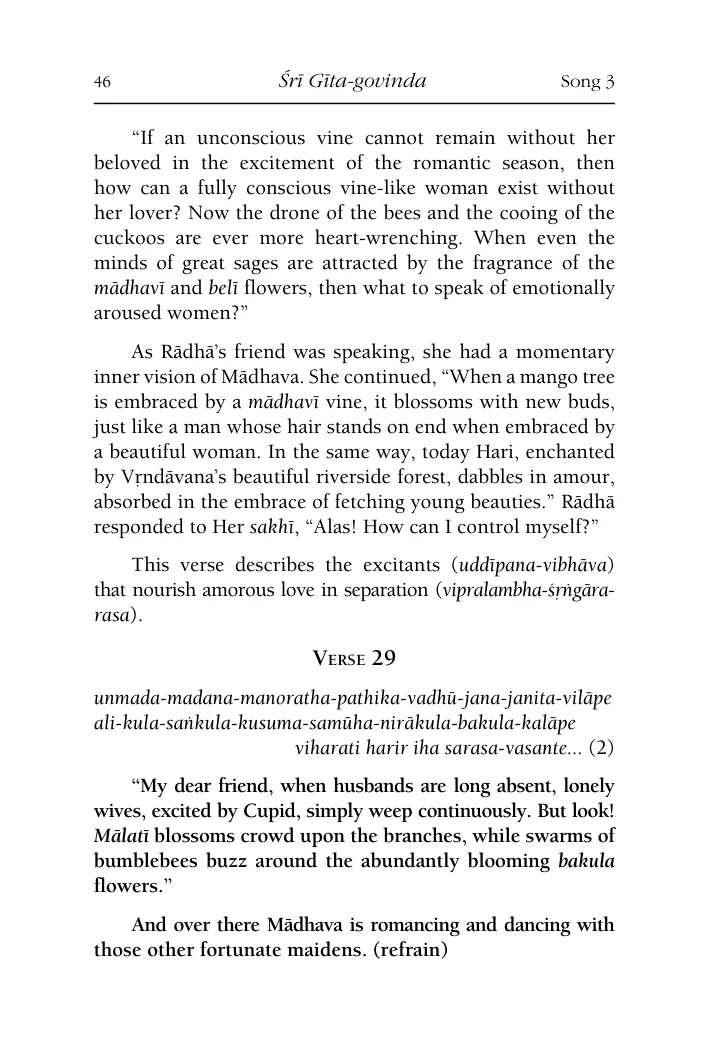 46 Śrī Gīta-govinda Song 3
“If an unconscious vine cannot remain without her
beloved in the excitement of the romantic season, then
how can a fully conscious vine-like woman exist without
her lover? Now the drone of the bees and the cooing of the
cuckoos are ever more heart-wrenching. When even the
minds of great sages are attracted by the fragrance of the
mādhavī and belī flowers, then what to speak of emotionally
aroused women?”
As Rādhā’s friend was speaking, she had a momentary
inner vision of Mādhava. She continued, “When a mango tree
is embraced by a mādhavī vine, it blossoms with new buds,
just like a man whose hair stands on end when embraced by
a beautiful woman. In the same way, today Hari, enchanted
by Vṛndāvana’s beautiful riverside forest, dabbles in amour,
absorbed in the embrace of fetching young beauties.” Rādhā
responded to Her sakhī, “Alas! How can I control myself?”
This verse describes the excitants (uddīpana-vibhāva)
that nourish amorous love in separation (vipralambha-śṛṅgāra-
rasa).
Verse 29
unmada-madana-manoratha-pathika-vadhū-jana-janita-vilāpe
ali-kula-saṅkula-kusuma-samūha-nirākula-bakula-kalāpe
viharati harir iha sarasa-vasante... (2)
“My dear friend, when husbands are long absent, lonely
wives, excited by Cupid, simply weep continuously. But look!
Mālatī blossoms crowd upon the branches, while swarms of
bumblebees buzz around the abundantly blooming bakula
flowers.”
And over there Mādhava is romancing and dancing with
those other fortunate maidens. (refrain)